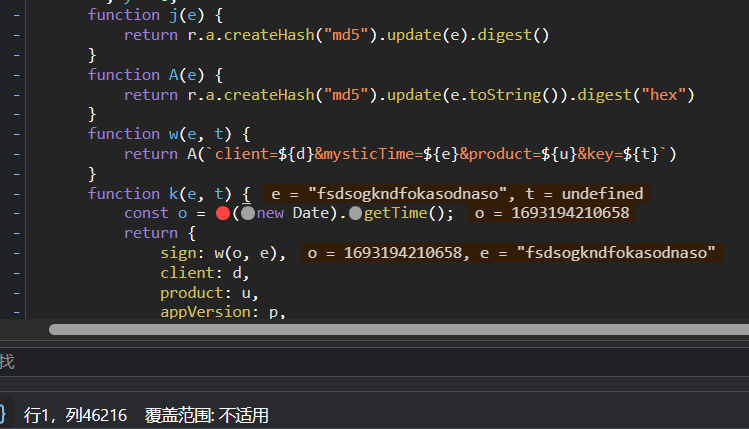 function j(e) {
return r.a.createHash("md5").update(e).digest()
}
function A(e) {
return r.a.createHash("md5").update(e.toString()).digest("hex")
}
function w(e, t) {
return A(`client=${d}&mysticTime=${e}&product=${u}&key=${t}`)
}
function k(e, t) { e = "fsdsogkndfokasodnaso", t = undefined
const o = (new Date).getTime(); o = 1693194210658
return {
sign: w(o, e), o = 1693194210658, e = "fsdsogkndfokasodnaso"
client: d,
product: u,
appVersion: p,
找
} 行1，列46216 覆盖范围: 不适用